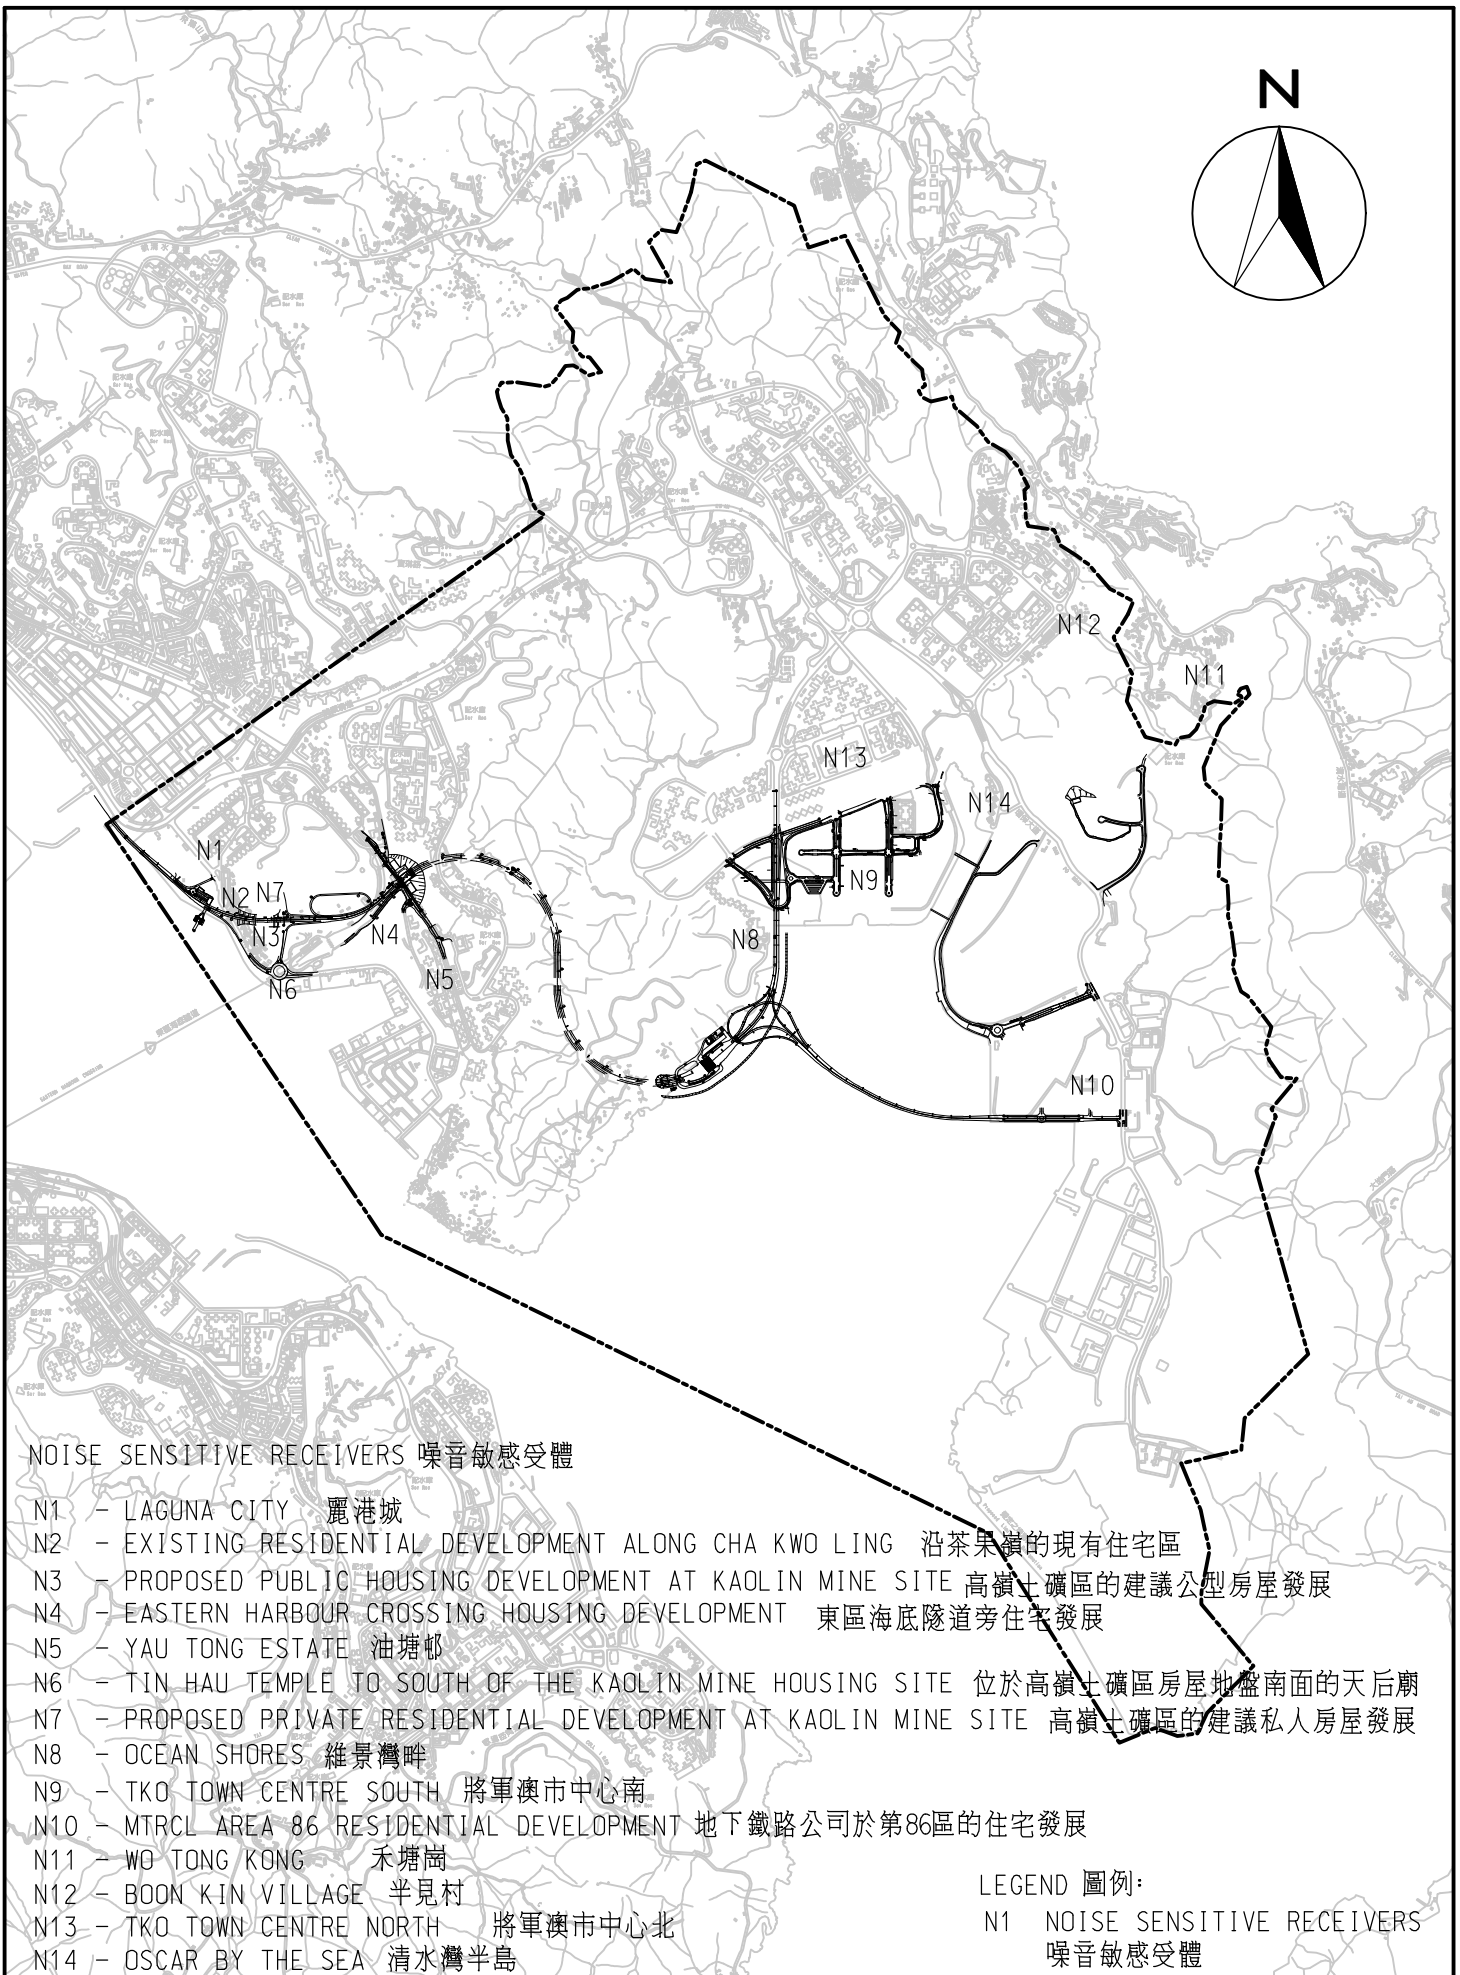 N
N12
N11
N13
N14
N1
N2
N7
N9
N3
N4
N8
N5
N6
N10
配水庫
Ser Res
NOISE SENSITIVE RECEIVERS 噪音敏感受體
N1 - LAGUNA CITY 麗港城
N2 - EXISTING RESIDENTIAL DEVELOPMENT ALONG CHA KWO LING 沿茶果嶺的現有住宅區
N3 - PROPOSED PUBLIC HOUSING DEVELOPMENT AT KAOLIN MINE SITE 高嶺土礦區的建議公型房屋發展
N4 - EASTERN HARBOUR CROSSING HOUSING DEVELOPMENT 東區海底隧道旁住宅發展
N5 - YAU TONG ESTATE 油塘邨
N6 - TIN HAU TEMPLE TO SOUTH OF THE KAOLIN MINE HOUSING SITE 位於高嶺土礦區房屋地盤南面的天后廟
N7 - PROPOSED PRIVATE RESIDENTIAL DEVELOPMENT AT KAOLIN MINE SITE 高嶺土礦區的建議私人房屋發展
N8 - OCEAN SHORES 維景灣畔
N9 - TKO TOWN CENTRE SOUTH 將軍澳市中心南
N10 - MTRCL AREA 86 RESIDENTIAL DEVELOPMENT 地下鐵路公司於第86區的住宅發展
N11 - WO TONG KONG 禾塘崗
N12 - BOON KIN VILLAGE 半見村
N13 - TKO TOWN CENTRE NORTH 將軍澳市中心北
N14 - OSCAR BY THE SEA 清水灣半島
LEGEND 圖例:
N1 NOISE SENSITIVE RECEIVERS
噪音敏感受體